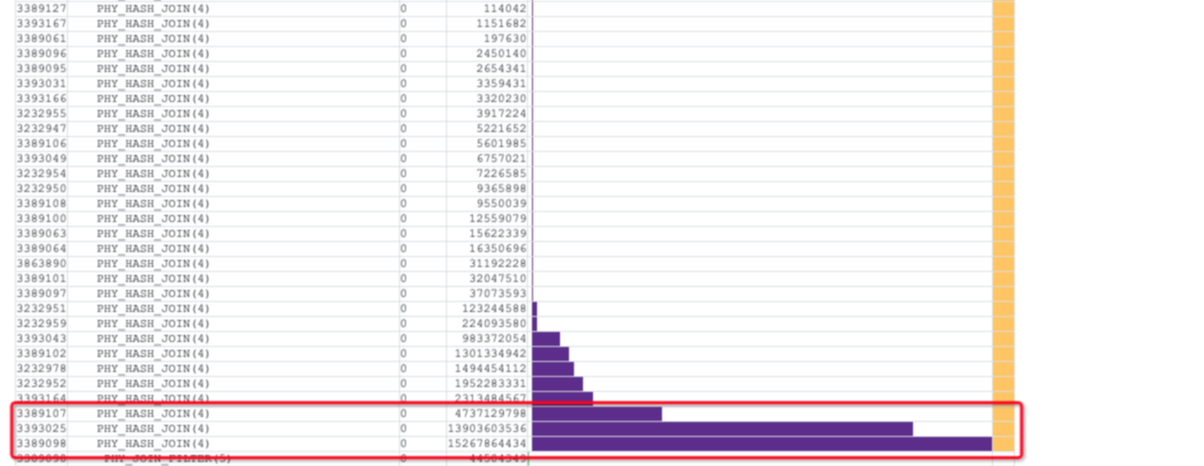 3389127 PHY_HASH_JOIN(4) 0 114042
3393167 PHY_HASH_JOIN(4) 0 1151682
3389061 PHY_HASH_JOIN(4) 0 197630
3389096 PHY_HASH_JOIN(4) 0 2450140
3389095 PHY_HASH_JOIN(4) 0 2654341
3393031 PHY_HASH_JOIN(4) 0 3359431
3393166 PHY_HASH_JOIN(4) 0 3320230
3232955 PHY_HASH_JOIN(4) 0 3917224
3232947 PHY_HASH_JOIN(4) 0 5221652
3389106 PHY_HASH_JOIN(4) 0 5601985
3393049 PHY_HASH_JOIN(4) 0 6757021
3232954 PHY_HASH_JOIN(4) 0 7226585
3232950 PHY_HASH_JOIN(4) 0 9365898
3389108 PHY_HASH_JOIN(4) 0 9550039
3389100 PHY_HASH_JOIN(4) 0 12559079
3389063 PHY_HASH_JOIN(4) 0 15622339
3389064 PHY_HASH_JOIN(4) 0 16350696
3863890 PHY_HASH_JOIN(4) 0 31192228
3389101 PHY_HASH_JOIN(4) 0 32047510
3389097 PHY_HASH_JOIN(4) 0 37073593
3232951 PHY_HASH_JOIN(4) 0 123244588
3232959 PHY_HASH_JOIN(4) 0 224093580
3393043 PHY_HASH_JOIN(4) 0 983372054
3389102 PHY_HASH_JOIN(4) 0 1301334942
3232978 PHY_HASH_JOIN(4) 0 1494454112
3232952 PHY_HASH_JOIN(4) 0 1952283331
3393164 PHY_HASH_JOIN(4) 0 2313484567
3389107 PHY_HASH_JOIN(4) 0 4737129798
3393025 PHY_HASH_JOIN(4) 0 13903603536
3389098 PHY_HASH_JOIN(4) 0 15267864434
PHY_JOIN_FILTER(5) 0